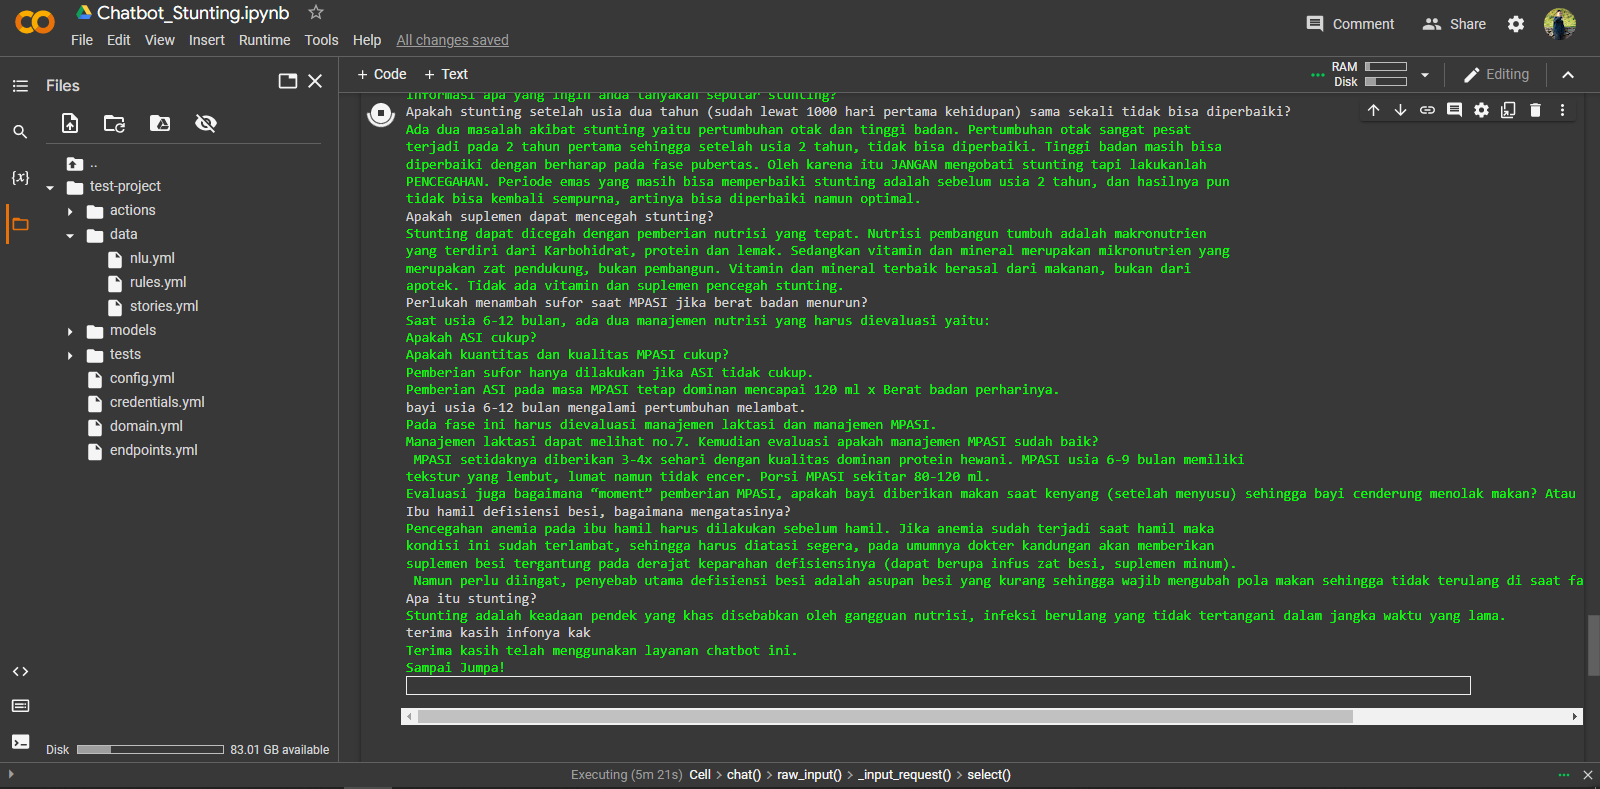 Chatbot_Stunting.ipynb
Comment
Share
File Edit View Insert Runtime Tools Help All changes saved
Files
+ Code + Text
RAM
Disk
Editing
..
test-project
actions
data
nlu.yml
rules.yml
stories.yml
models
tests
config.yml
credentials.yml
domain.yml
endpoints.yml
{x}
Informasi apa yang ingin anda tanyakan seputar stunting?
Apakah stunting setelah usia dua tahun (sudah lewat 1000 hari pertama kehidupan) sama sekali tidak bisa diperbaiki?
Ada dua masalah akibat stunting yaitu pertumbuhan otak dan tinggi badan. Pertumbuhan otak sangat pesat
terjadi pada 2 tahun pertama sehingga setelah usia 2 tahun, tidak bisa diperbaiki. Tinggi badan masih bisa
diperbaiki dengan berharap pada fase pubertas. Oleh karena itu JANGAN mengobati stunting tapi lakukanlah
PENCEGAHAN. Periode emas yang masih bisa memperbaiki stunting adalah sebelum usia 2 tahun, dan hasilnya pun
tidak bisa kembali sempurna, artinya bisa diperbaiki namun optimal.
Apakah suplemen dapat mencegah stunting?
Stunting dapat dicegah dengan pemberian nutrisi yang tepat. Nutrisi pembangun tumbuh adalah makronutrien
yang terdiri dari Karbohidrat, protein dan lemak. Sedangkan vitamin dan mineral merupakan mikronutrien yang
merupakan zat pendukung, bukan pembangun. Vitamin dan mineral terbaik berasal dari makanan, bukan dari
apotek. Tidak ada vitamin dan suplemen pencegah stunting.
Perlukah menambah sufor saat MPASI jika berat badan menurun?
Saat usia 6-12 bulan, ada dua manajemen nutrisi yang harus dievaluasi yaitu:
Apakah ASI cukup?
Apakah kuantitas dan kualitas MPASI cukup?
Pemberian sufor hanya dilakukan jika ASI tidak cukup.
Pemberian ASI pada masa MPASI tetap dominan mencapai 120 ml x Berat badan perharinya.
bayi usia 6-12 bulan mengalami pertumbuhan melambat.
Pada fase ini harus dievaluasi manajemen laktasi dan manajemen MPASI.
Manajemen laktasi dapat melihat no.7. Kemudian evaluasi apakah manajemen MPASI sudah baik?
MPASI setidaknya diberikan 3-4x sehari dengan kualitas dominan protein hewani. MPASI usia 6-9 bulan memiliki
tekstur yang lembut, lumat namun tidak encer. Porsi MPASI sekitar 80-120 ml.
Evaluasi juga bagaimana “moment” pemberian MPASI, apakah bayi diberikan makan saat kenyang (setelah menyusu) sehingga bayi cenderung menolak makan? Atau
Ibu hamil defisiensi besi, bagaimana mengatasinya?
Pencegahan anemia pada ibu hamil harus dilakukan sebelum hamil. Jika anemia sudah terjadi saat hamil maka
kondisi ini sudah terlambat, sehingga harus diatasi segera, pada umumnya dokter kandungan akan memberikan
suplemen besi tergantung pada derajat keparahan defisiensinya (dapat berupa infus zat besi, suplemen minum).
Namun perlu diingat, penyebab utama defisiensi besi adalah asupan besi yang kurang sehingga wajib mengubah pola makan sehingga tidak terulang di saat fa
Apa itu stunting?
Stunting adalah keadaan pendek yang khas disebabkan oleh gangguan nutrisi, infeksi berulang yang tidak tertangani dalam jangka waktu yang lama.
terima kasih infonya kak
Terima kasih telah menggunakan layanan chatbot ini.
Sampai Jumpa!
Disk 83.01 GB available
Executing (5m 21s) Cell > chat() > raw_input() > _input_request() > select()